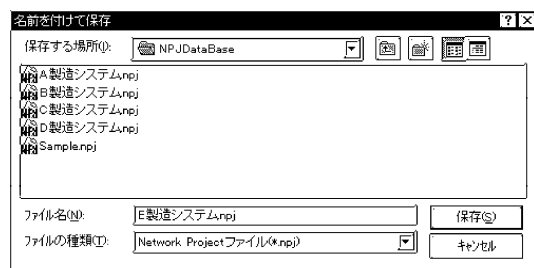 名前を付けて保存
保存する場所(I): NPJDataBase
A製造システム.npj
B製造システム.npj
C製造システム.npj
D製造システム.npj
Sample.npj
ファイル名(N): E製造システム.npj 保存(S)
ファイルの種類(T): Network Projectファイル(*.npj) キャンセル